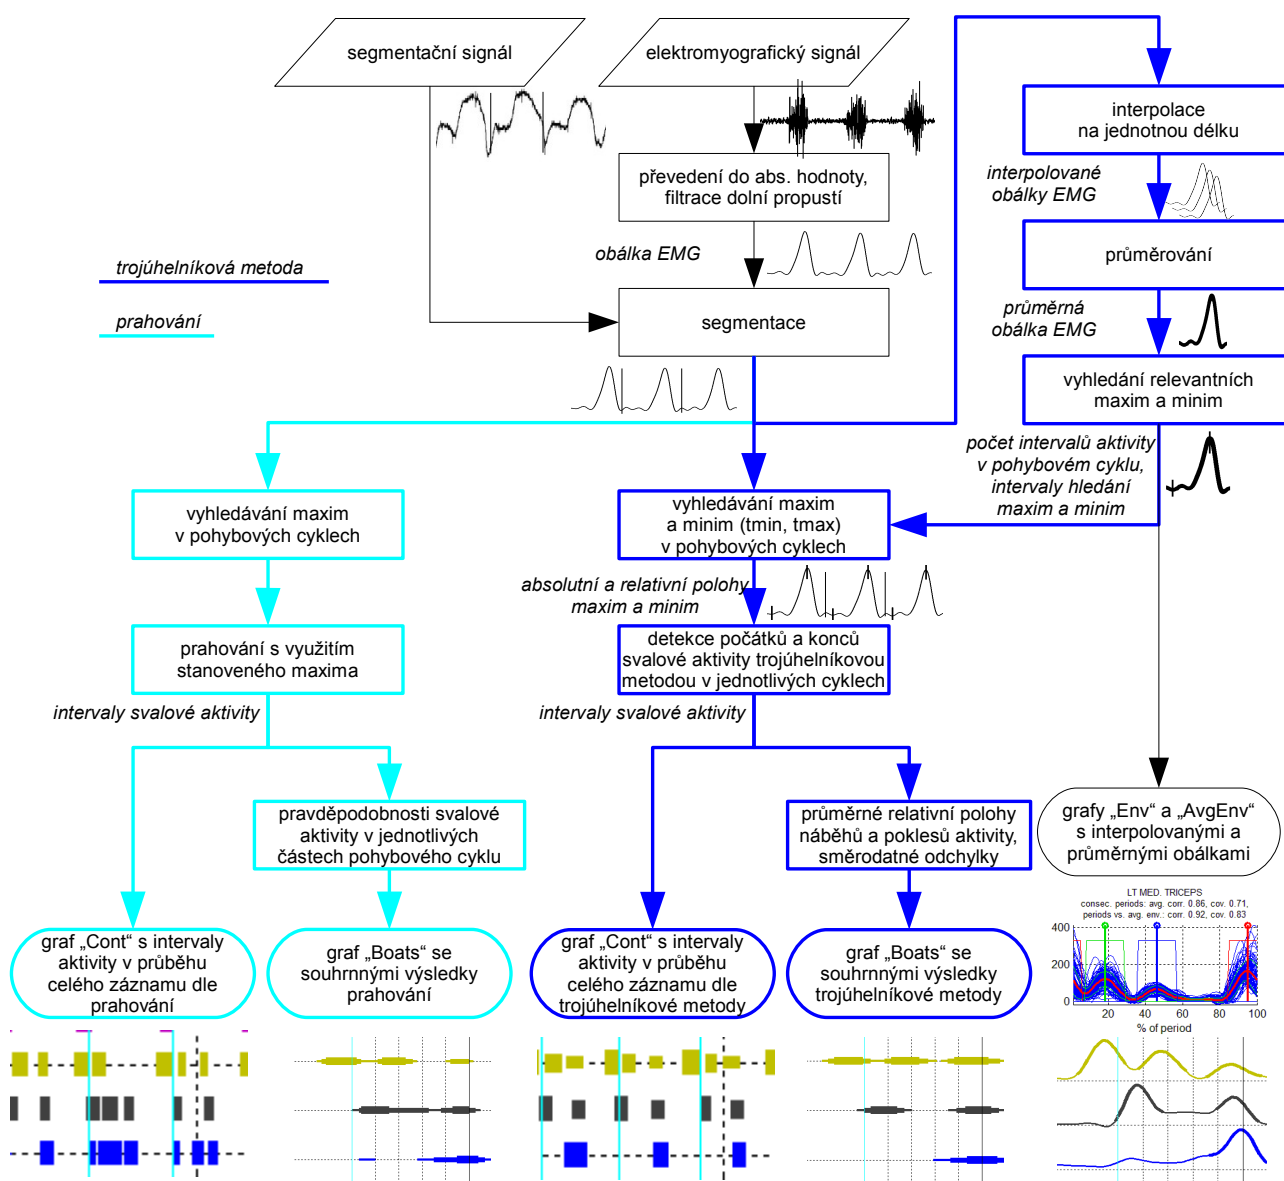 segmentační signál
elektromyografický signál
interpolace
na jednotnou délku
převedení do abs. hodnoty,
filtrace dolní propustí
interpolované
obálky EMG
obálka EMG
průměrování
trojúhelníková metoda
prahování
segmentace
průměrná
obálka EMG
vyhledání relevantních
maxim a minim
počet intervalů aktivity
v pohybovém cyklu,
intervaly hledání
maxim a minim
vyhledávání maxim
v pohybových cyklech
vyhledávání maxim
a minim (tmin, tmax)
v pohybových cyklech
absolutní a relativní polohy
maxim a minim
prahování s využitím
stanoveného maxima
detekce počátků a konců
svalové aktivity trojúhelníkovou
metodou v jednotlivých cyklech
intervaly svalové aktivity
intervaly svalové aktivity
pravděpodobnosti svalové
aktivity v jednotlivých
částech pohybového cyklu
průměrné relativní polohy
náběhů a poklesů aktivity,
směrodatné odchylky
grafy „Env“ a „AvgEnv“
s interpolovanými a
průměrnými obálkami
graf „Cont“ s intervaly
aktivity v průběhu
celého záznamu dle
prahování
graf „Boats“ se
souhrnnými výsledky
prahování
graf „Cont“ s intervaly
aktivity v průběhu
celého záznamu dle
trojúhelníkové metody
graf „Boats“ se
souhrnnými výsledky
trojúhelníkové metody
LT MED. TRICEPS
consec. periods: avg. corr. 0.86, cov. 0.71,
periods vs. avg. env.: corr. 0.92, cov. 0.83
400
200
0
20 40 60 80 100
% of period